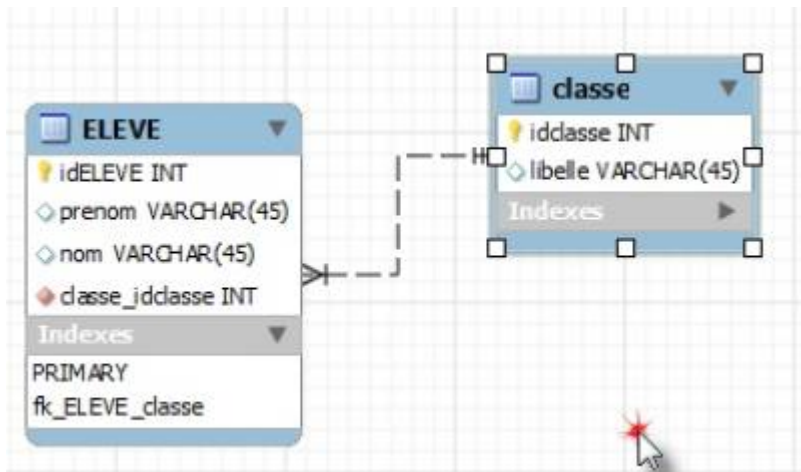 ELEVE
idELEVE INT
prenom VARCHAR(45)
nom VARCHAR(45)
classe_idclasse INT
Indexes
PRIMARY
fk_ELEVE_classe
classe
idclasse INT
libelle VARCHAR(45)
Indexes